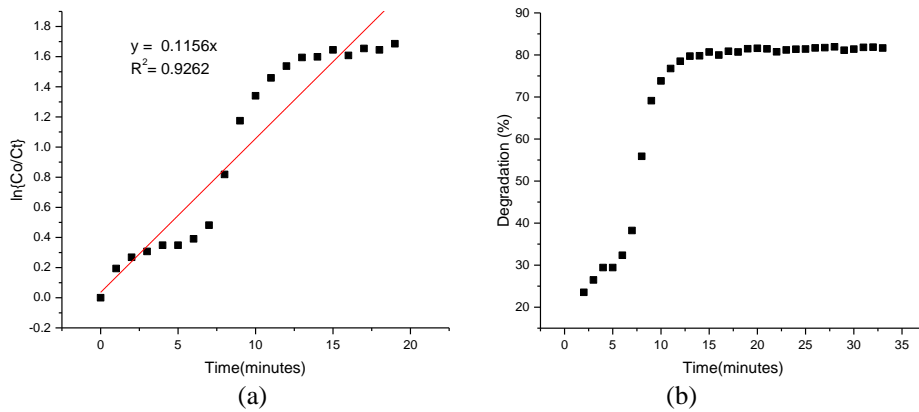 y = 0.1156x
R2= 0.9262
ln{Co/Ct}
1.8
1.6
1.4
1.2
1.0
0.8
0.6
0.4
0.2
0.0
-0.2
0 5 10 15 20
Time(minutes)
(a)
Degradation (%)
90
80
70
60
50
40
30
20
0 5 10 15 20 25 30 35
Time(minutes)
(b)